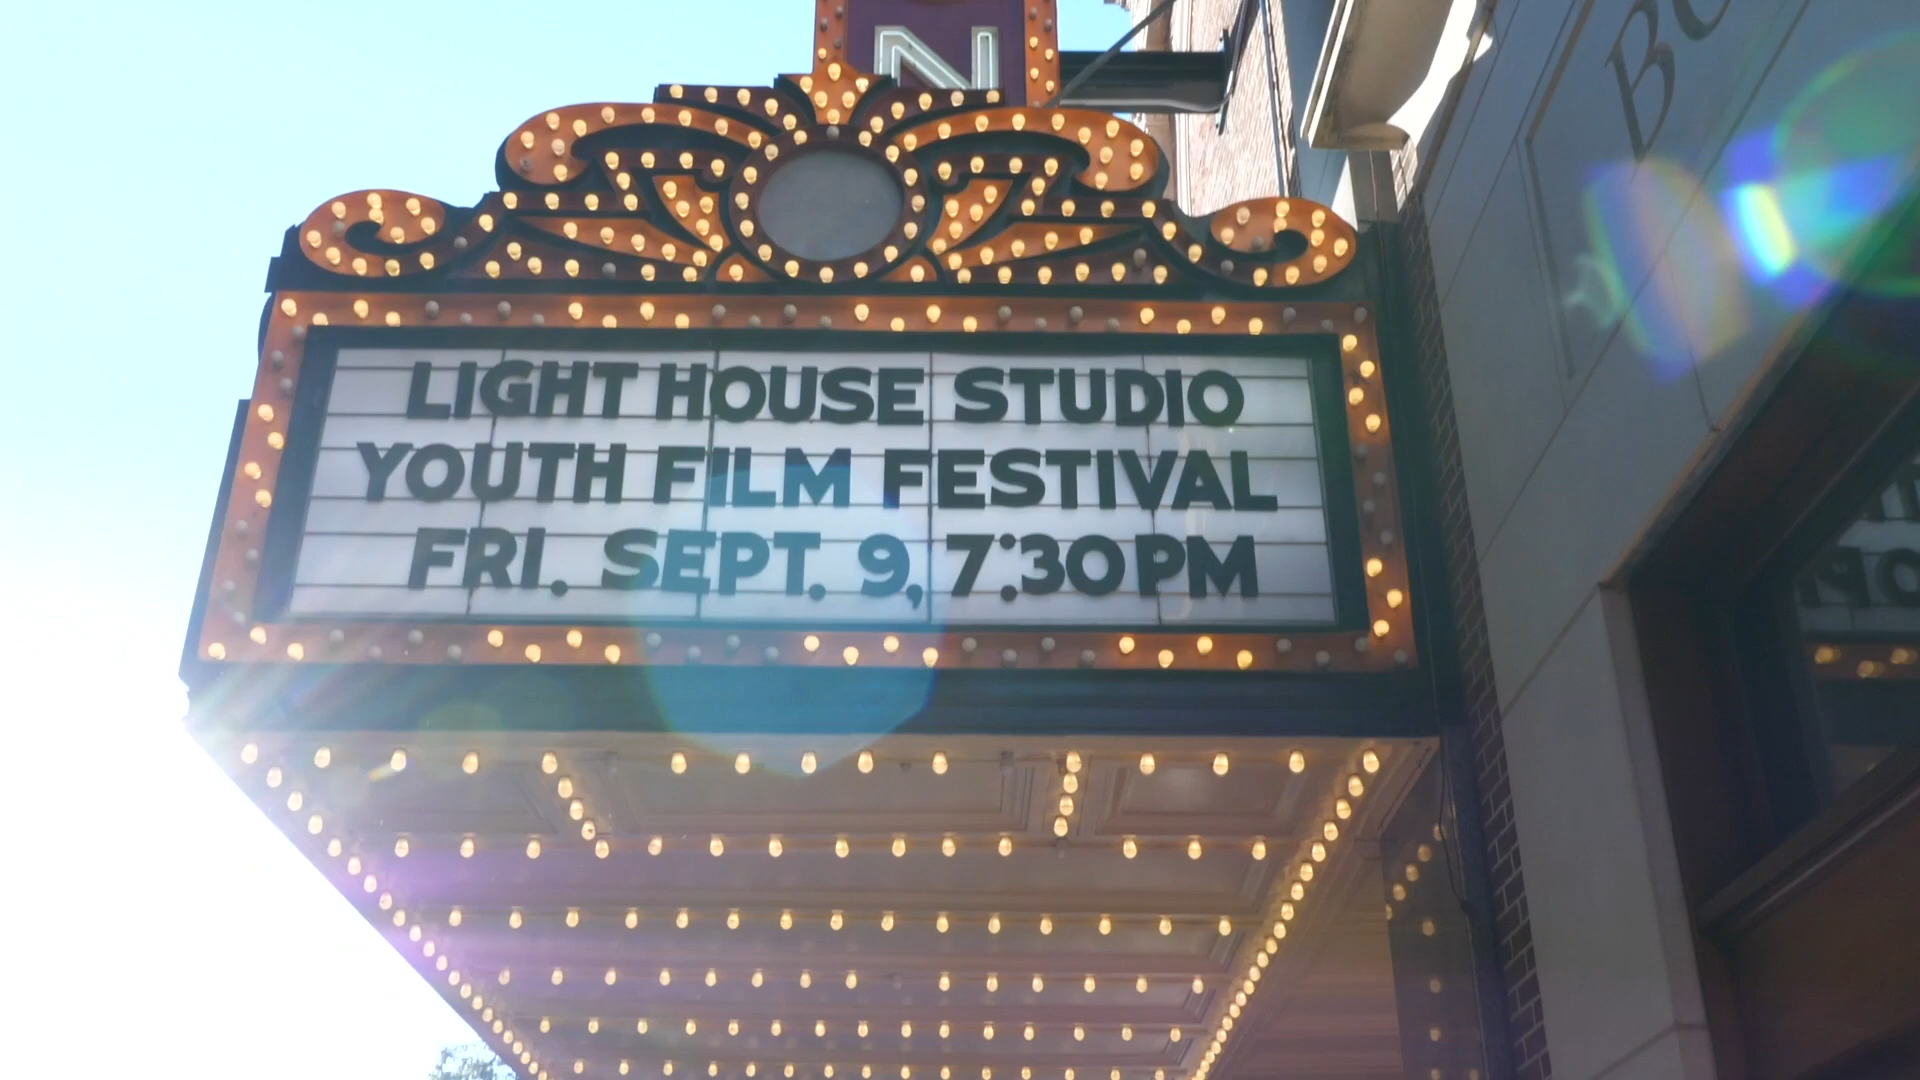 N
LIGHT HOUSE STUDIO
YOUTH FILM FESTIVAL
FRI. SEPT. 9, 7:30PM